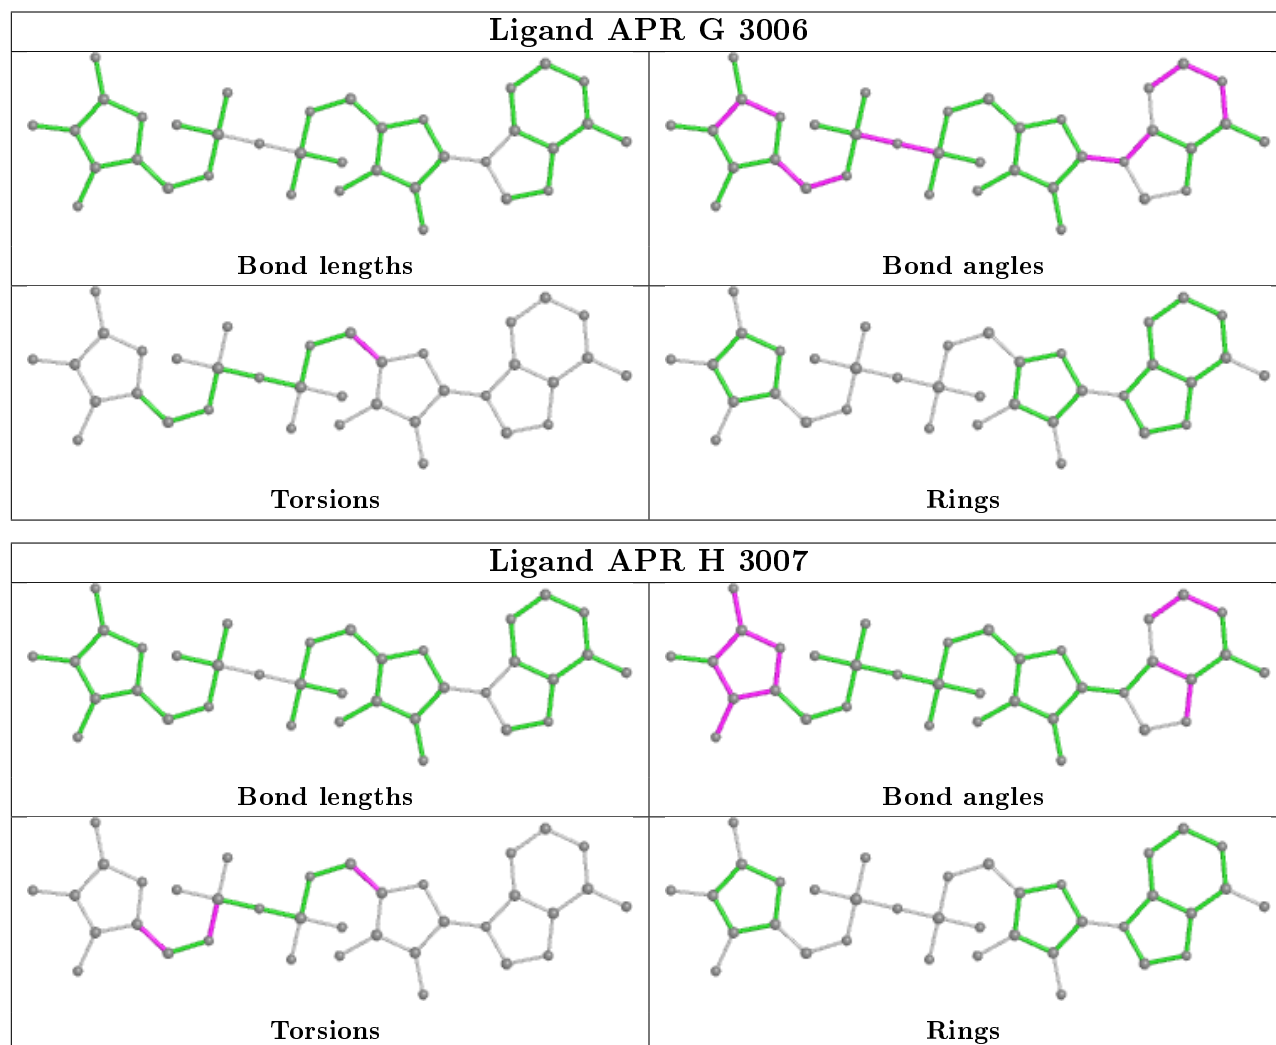 Ligand APR G 3006
Bond lengths
Bond angles
Torsions
Rings
Ligand APR H 3007
Bond lengths
Bond angles
Torsions
Rings